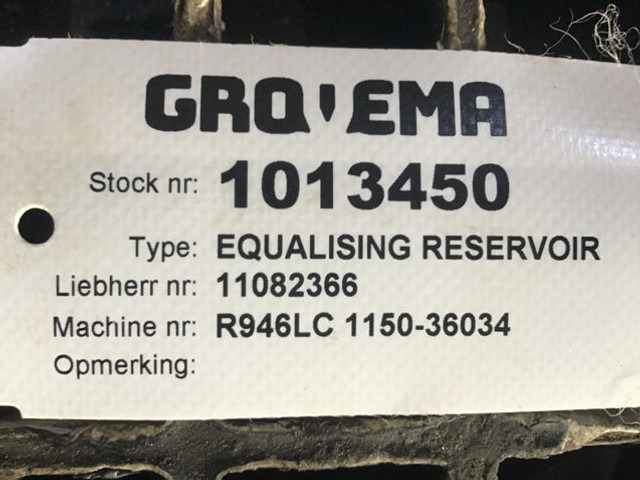 GRO'EMA
Stock nr: 1013450
Type: EQUALISING RESERVOIR
Liebherr nr: 11082366
Machine nr: R946LC 1150-36034
Opmerking: